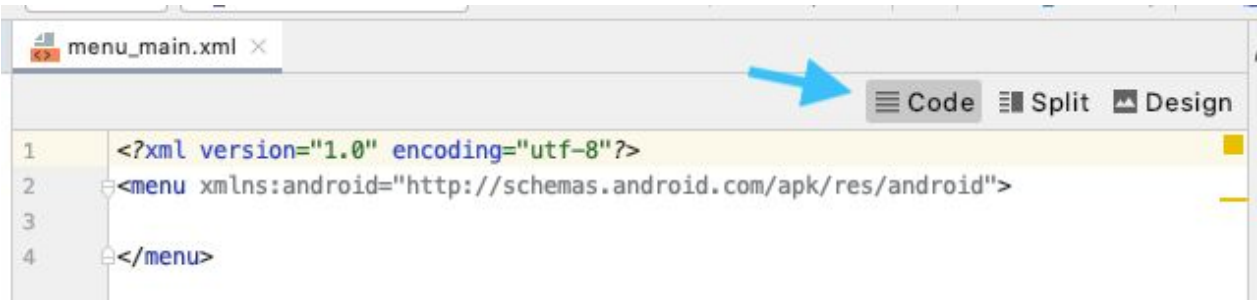 menu_main.xml
Code Split Design
1 <?xml version="1.0" encoding="utf-8"?>
2 <menu xmlns:android="http://schemas.android.com/apk/res/android">
3
4 </menu>